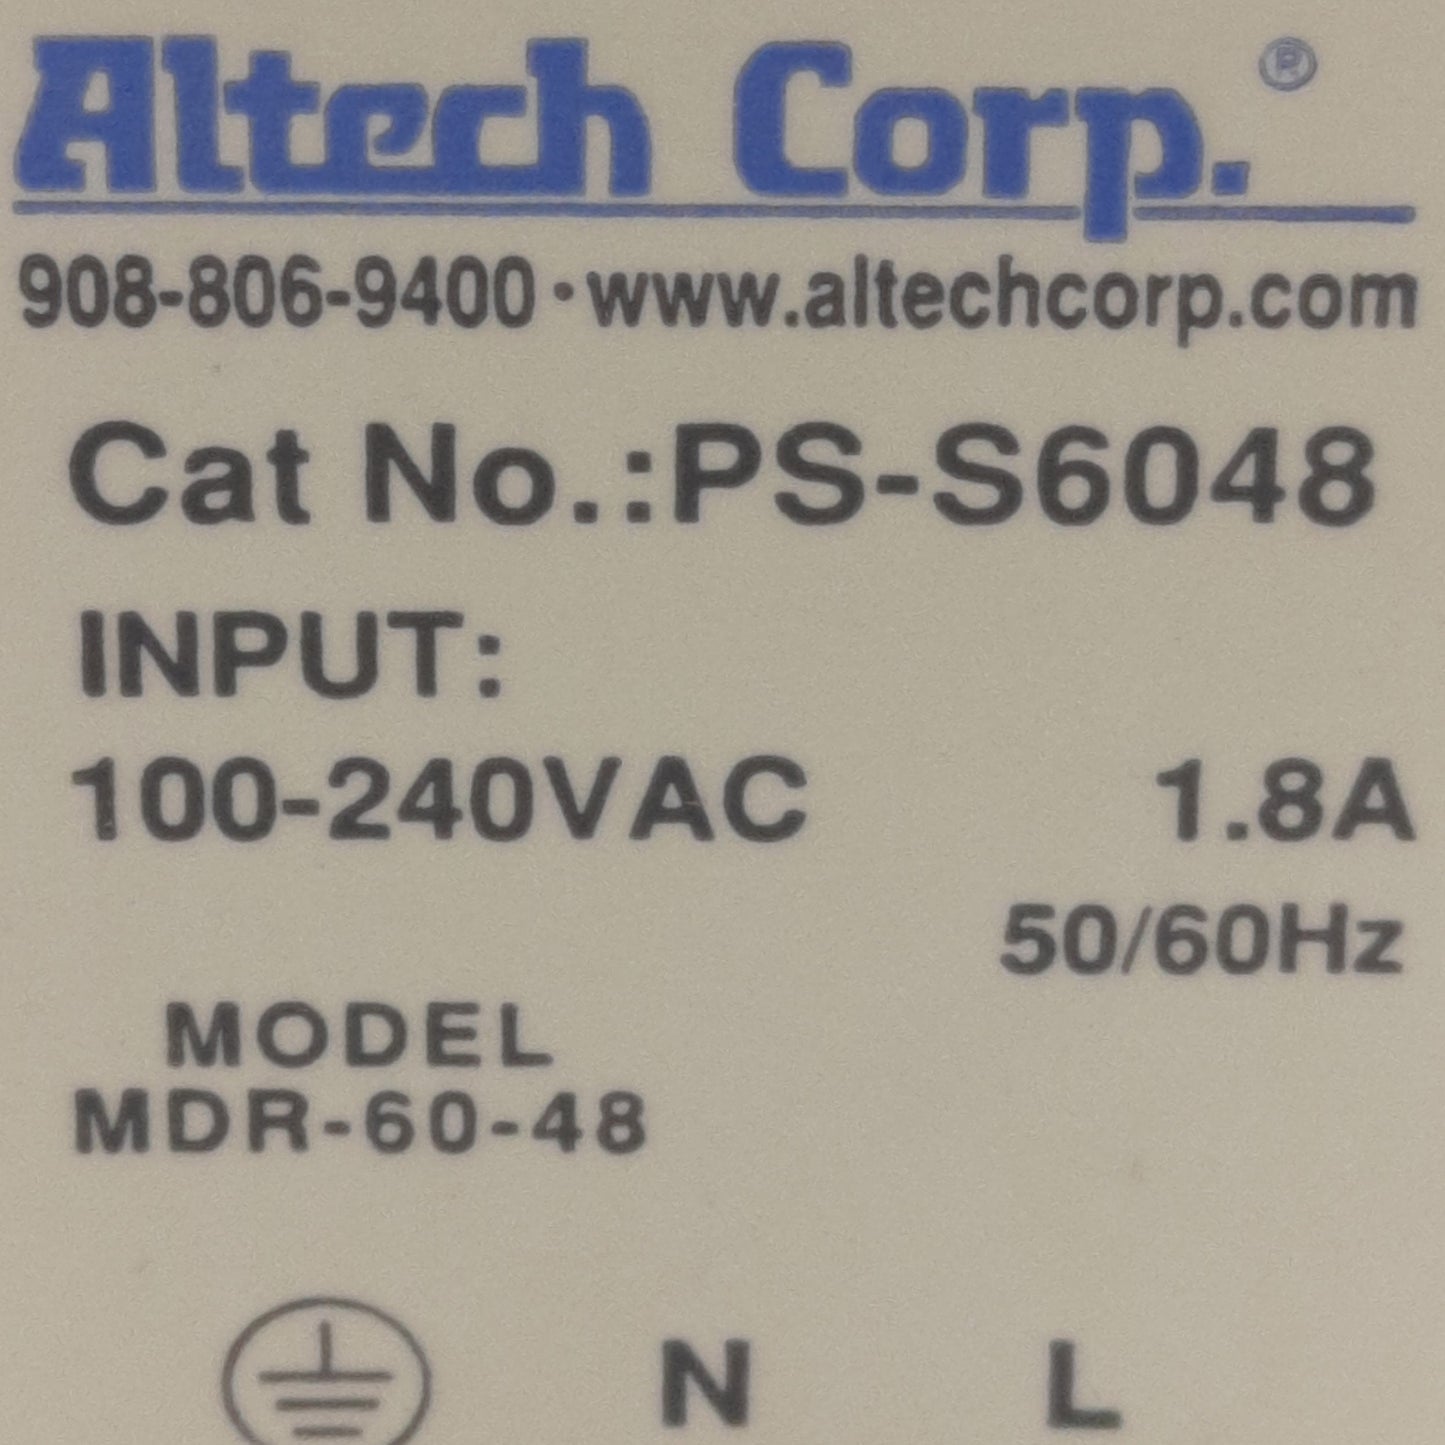 Altech Corp.®
908-806-9400·www.altechcorp.com
Cat No.:PS-S6048
INPUT:
100-240VAC 1.8A
50/60Hz
MODEL
MDR-60-48
N L